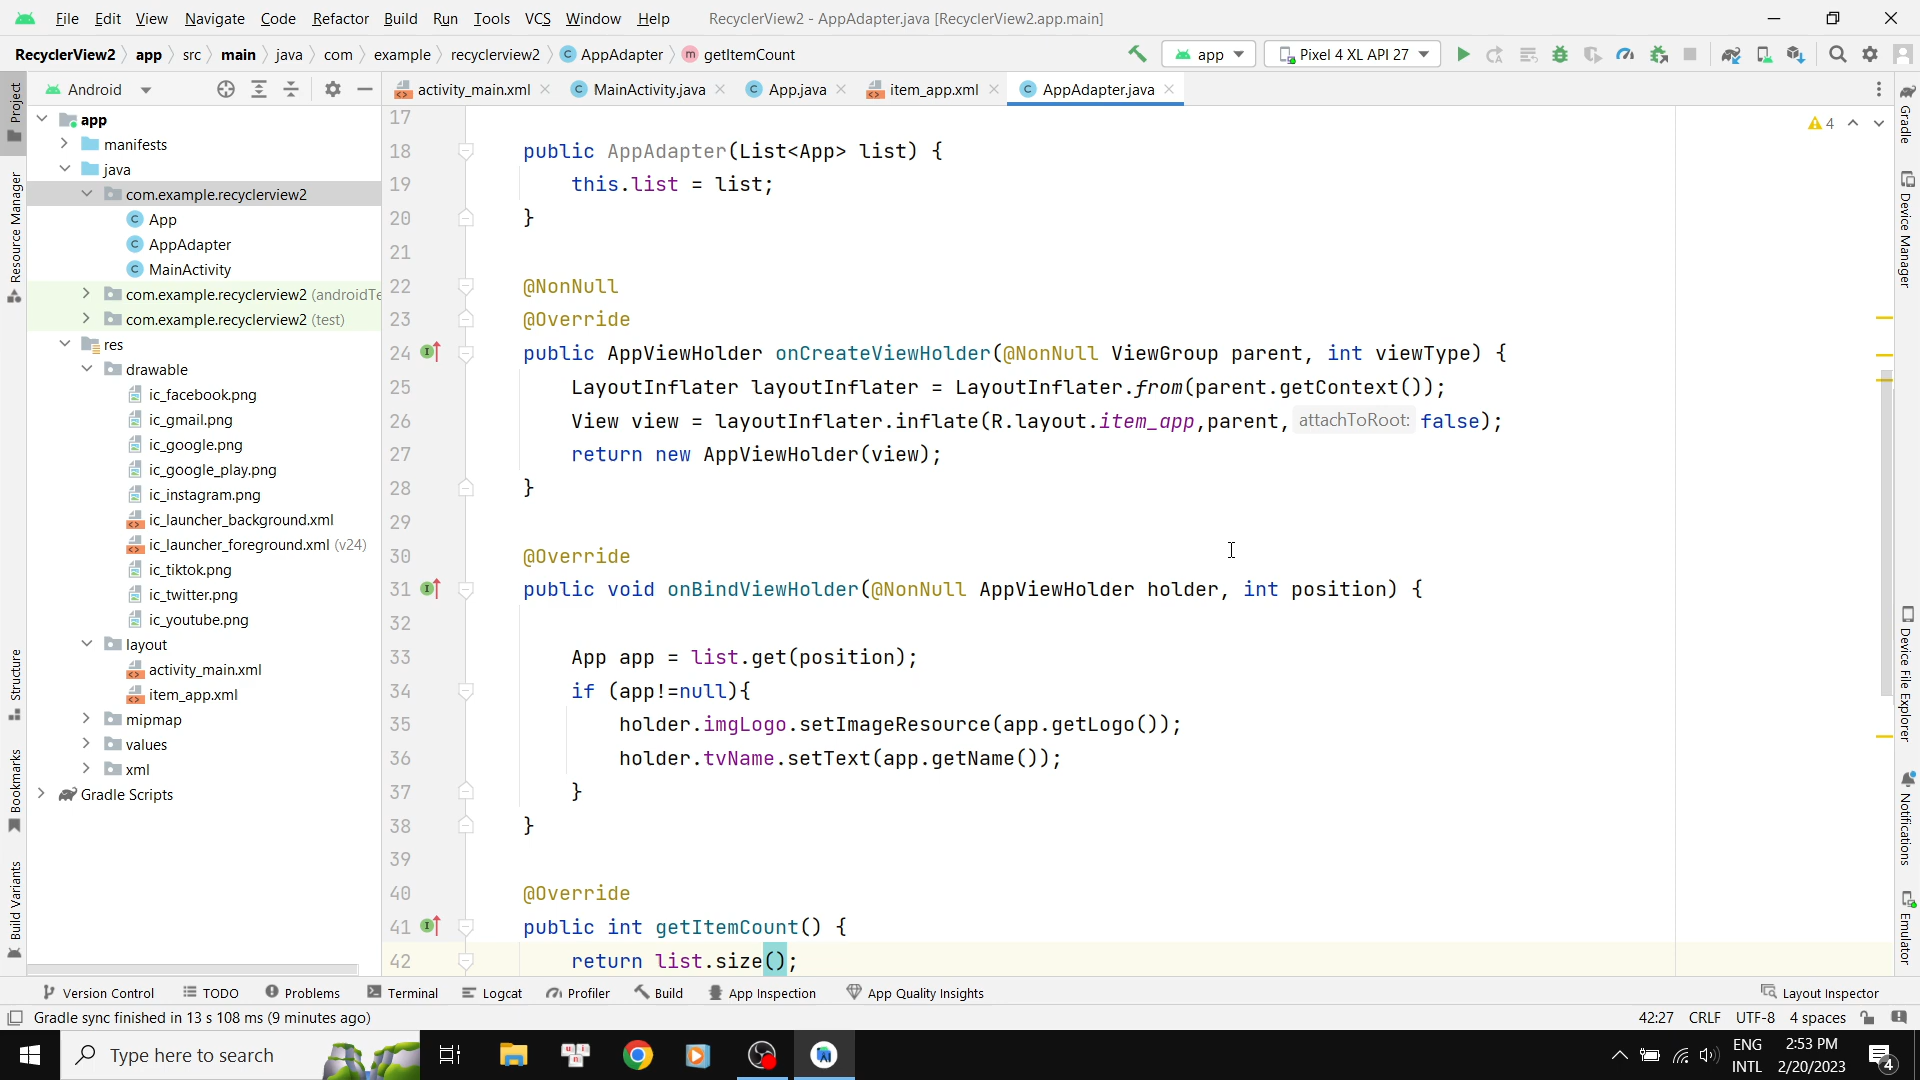 File Edit View Navigate Code Refactor Build Run Tools VCS Window Help RecyclerView2 - AppAdapter.java [RecyclerView2.app.main]
RecyclerView2 app src main java com example recyclerview2 AppAdapter getItemCount app Pixel 4 XL API 27
Android activity_main.xml MainActivity.java App.java item_app.xml AppAdapter.java
Project
Resource Manager
Structure
Bookmarks
Build Variants
app
manifests
java
com.example.recyclerview2
App
AppAdapter
MainActivity
com.example.recyclerview2 (androidTe
com.example.recyclerview2 (test)
res
drawable
ic_facebook.png
ic_gmail.png
ic_google.png
ic_google_play.png
ic_instagram.png
ic_launcher_background.xml
ic_launcher_foreground.xml (v24)
ic_tiktok.png
ic_twitter.png
ic_youtube.png
layout
activity_main.xml
item_app.xml
mipmap
values
xml
Gradle Scripts
4
17
18 public AppAdapter(List<App> list) {
19 this.list = list;
20 }
21
22 @NonNull
23 @Override
24 public AppViewHolder onCreateViewHolder(@NonNull ViewGroup parent, int viewType) {
25 LayoutInflater layoutInflater = LayoutInflater.from(parent.getContext());
26 View view = layoutInflater.inflate(R.layout.item_app,parent, attachToRoot: false);
27 return new AppViewHolder(view);
28 }
29
30 @Override
31 public void onBindViewHolder(@NonNull AppViewHolder holder, int position) {
32
33 App app = list.get(position);
34 if (app!=null){
35 holder.imgLogo.setImageResource(app.getLogo());
36 holder.tvName.setText(app.getName());
37 }
38 }
39
40 @Override
41 public int getItemCount() {
42 return list.size();
Gradle
Device Manager
Device File Explorer
Notifications
Emulator
Version Control TODO Problems Terminal Logcat Profiler Build App Inspection App Quality Insights Layout Inspector
Gradle sync finished in 13 s 108 ms (9 minutes ago) 42:27 CRLF UTF-8 4 spaces
Type here to search ENG 2:53 PM
INTL 2/20/2023 4